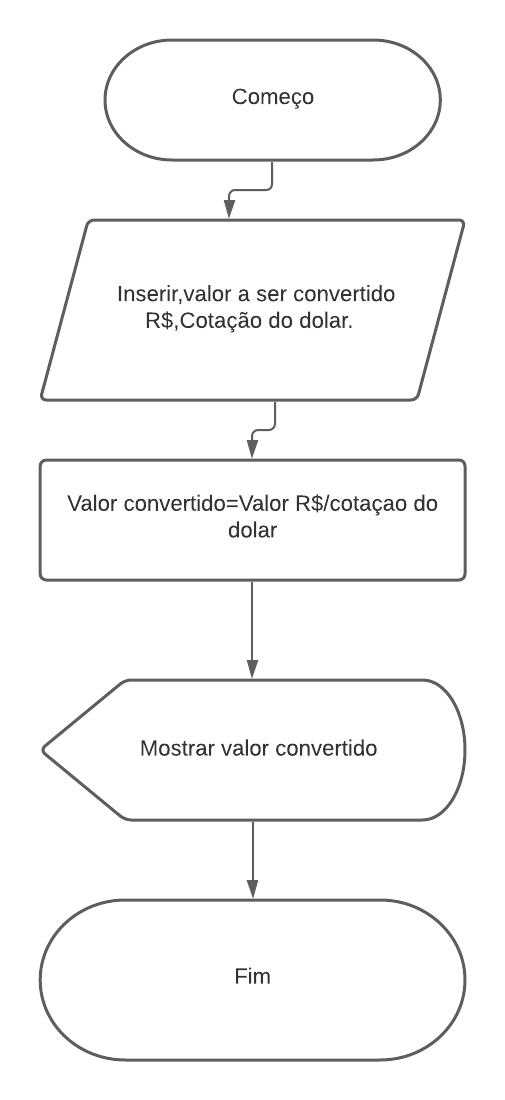 Começo
Inserir,valor a ser convertido
R$,Cotação do dolar.
Valor convertido=Valor R$/cotaçao do
dolar
Mostrar valor convertido
Fim